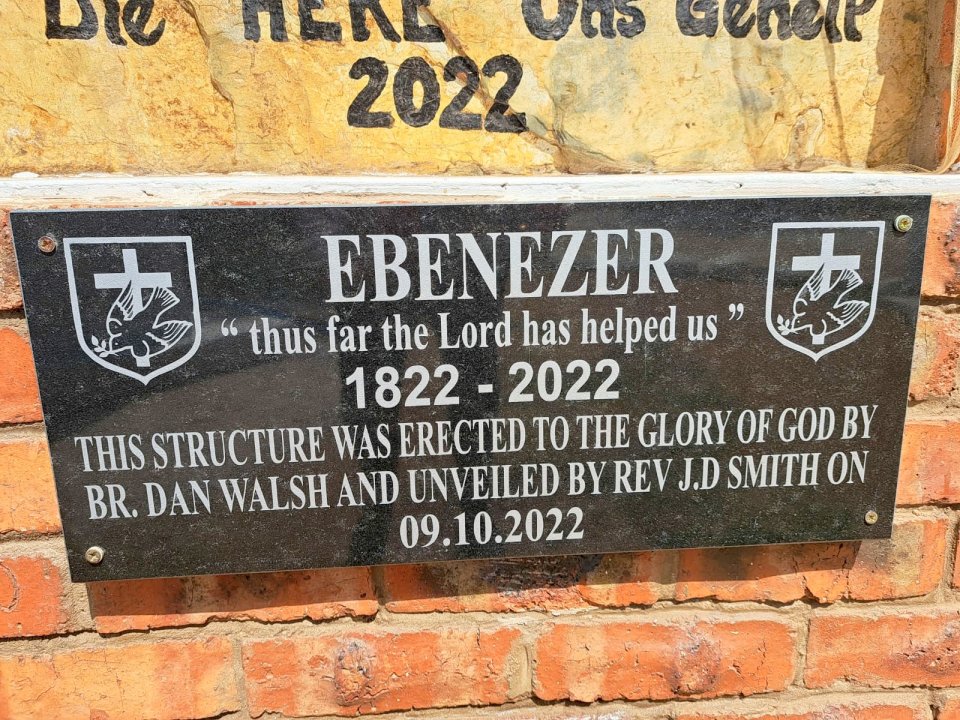 Die HERE Ons Gehelp
2022
EBENEZER
“ thus far the Lord has helped us ”
1822 - 2022
THIS STRUCTURE WAS ERECTED TO THE GLORY OF GOD BY
BR. DAN WALSH AND UNVEILED BY REV J.D SMITH ON
09.10.2022